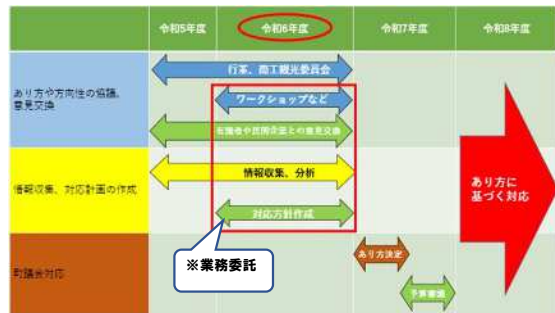 令和5年度 令和6年度 令和7年度 令和8年度
あり方や方向性の協議、
意見交換
行革、商工観光委員会
ワークショップなど
有識者や民間企業との意見交換
情報収集、対応計画の作成
情報収集、分析
対応方針作成
※業務委託
町議会対応
あり方決定
予算審議
あり方に
基づく対応